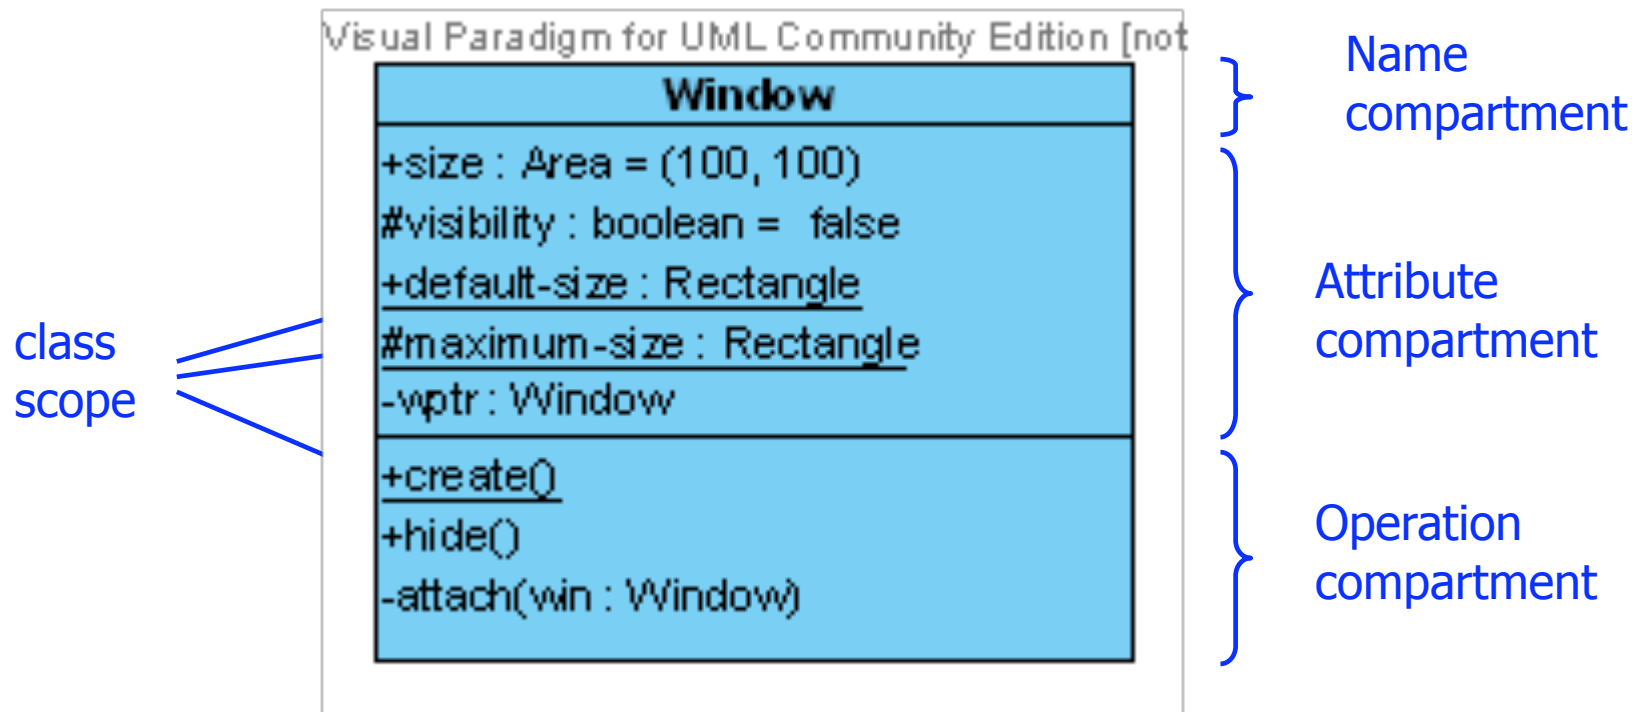 Visual Paradigm for UML Community Edition [not
Window
+size : Area = (100, 100)
#visibility : boolean = false
+default-size : Rectangle
#maximum-size : Rectangle
-wptr : Window
+create()
+hide()
-attach(win : Window)
class
scope
Name
compartment
Attribute
compartment
Operation
compartment